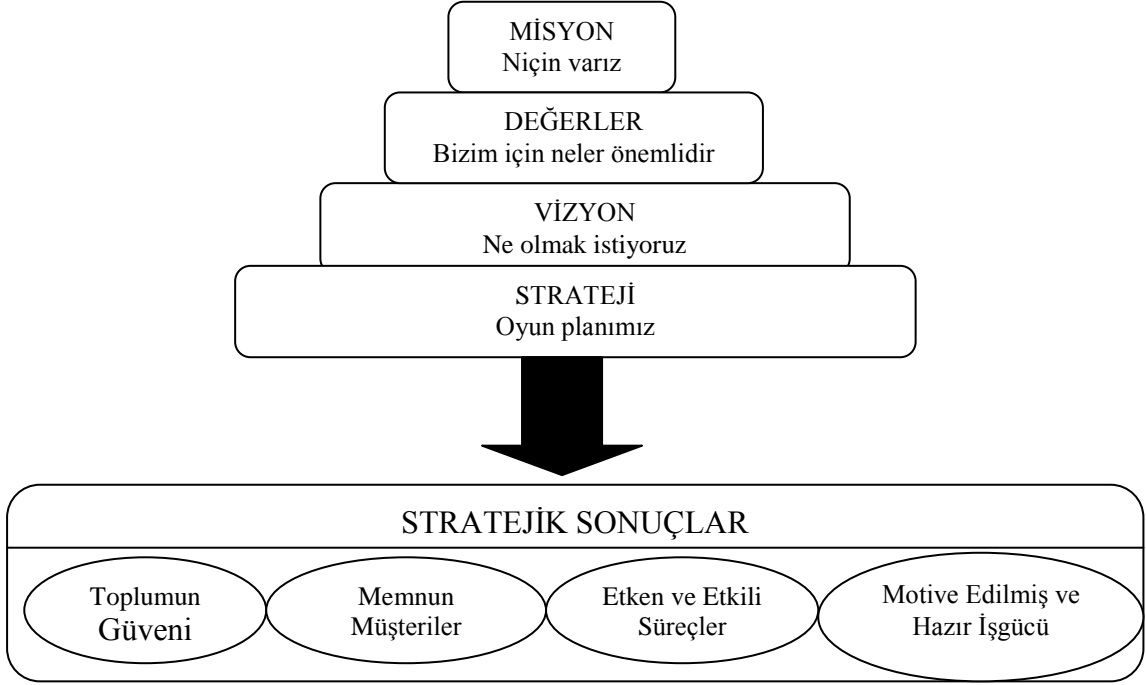 MİSYON
Niçin varız
DEĞERLER
Bizim için neler önemlidir
VİZYON
Ne olmak istiyoruz
STRATEJİ
Oyun planımız
STRATEJİK SONUÇLAR
Toplumun
Güveni
Memnun
Müşteriler
Etken ve Etkili
Süreçler
Motive Edilmiş ve
Hazır İşgücü